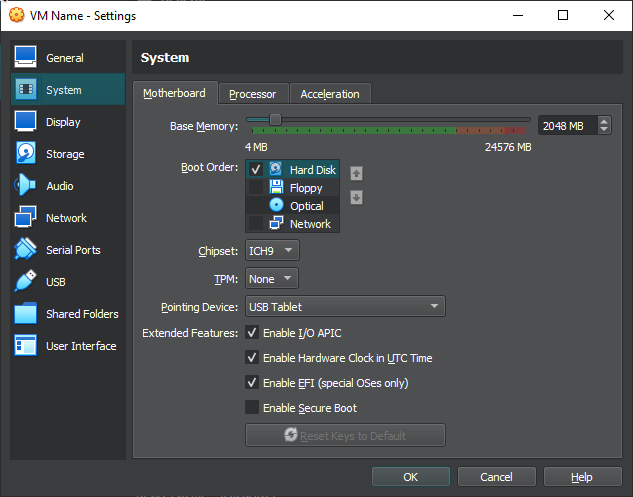 VM Name - Settings
General
System
Display
Storage
Audio
Network
Serial Ports
USB
Shared Folders
User Interface
System
Motherboard Processor Acceleration
Base Memory: 2048 MB
4 MB 24576 MB
Boot Order: Hard Disk
Floppy
Optical
Network
Chipset: ICH9
TPM: None
Pointing Device: USB Tablet
Extended Features: Enable I/O APIC
Enable Hardware Clock in UTC Time
Enable EFI (special OSes only)
Enable Secure Boot
Reset Keys to Default
OK Cancel Help